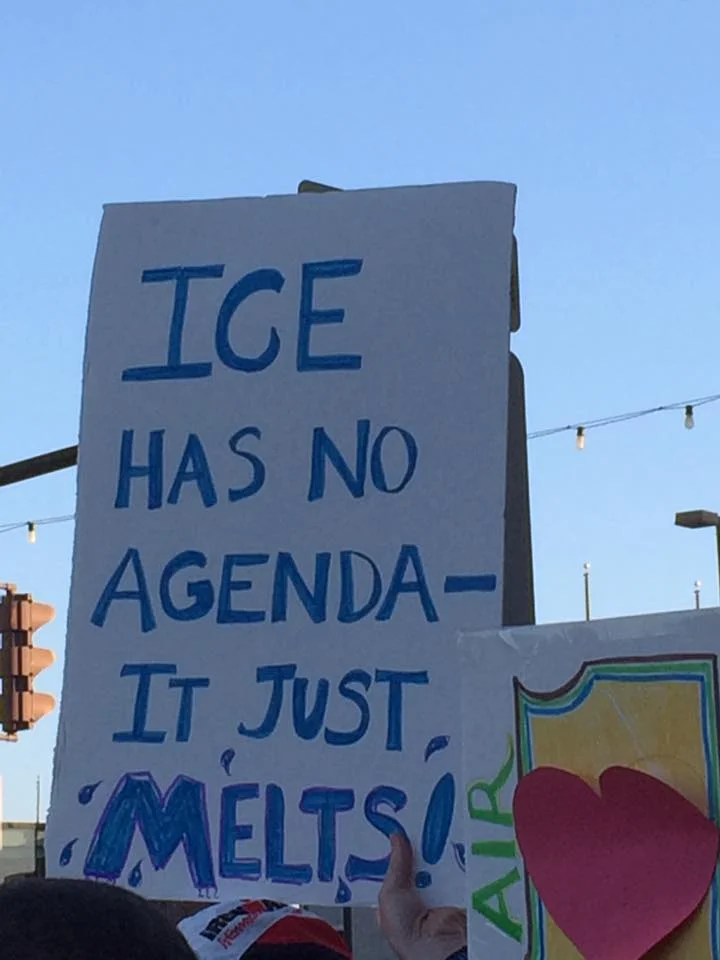 ICE
HAS NO
AGENDA—
IT JUST
MELTS!
AIR